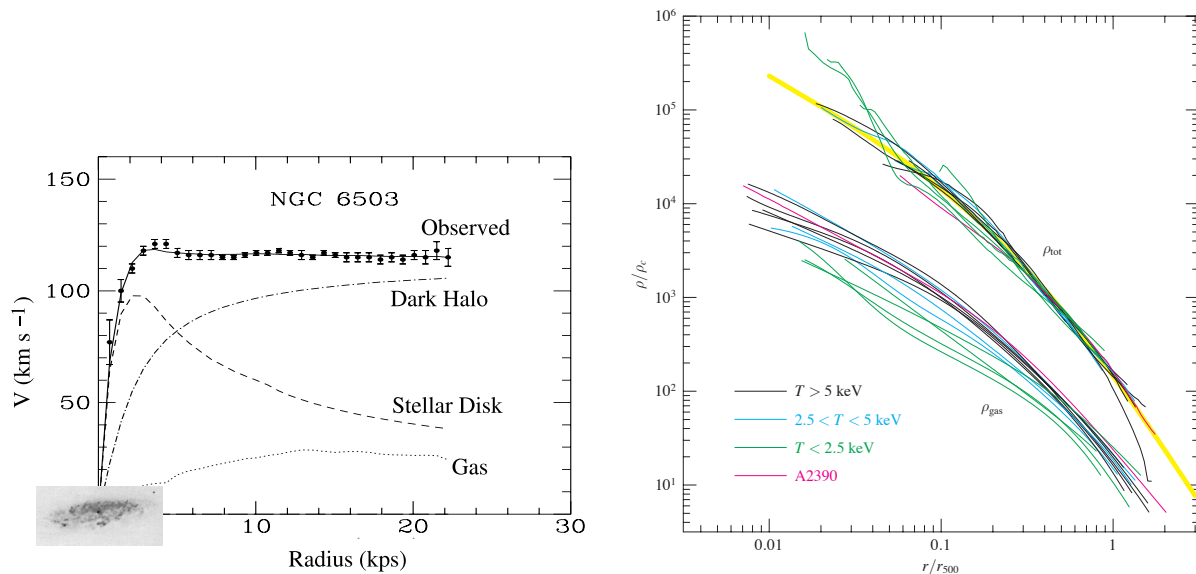 150
100
50
NGC 6503
Observed
Dark Halo
Stellar Disk
Gas
V (km s⁻¹)
10
20
30
Radius (kps)
10⁶
10⁵
10⁴
10³
10²
10¹
ρ/ρc
ρtot
ρgas
T > 5 keV
2.5 < T < 5 keV
T < 2.5 keV
A2390
0.01
0.1
1
r/r500